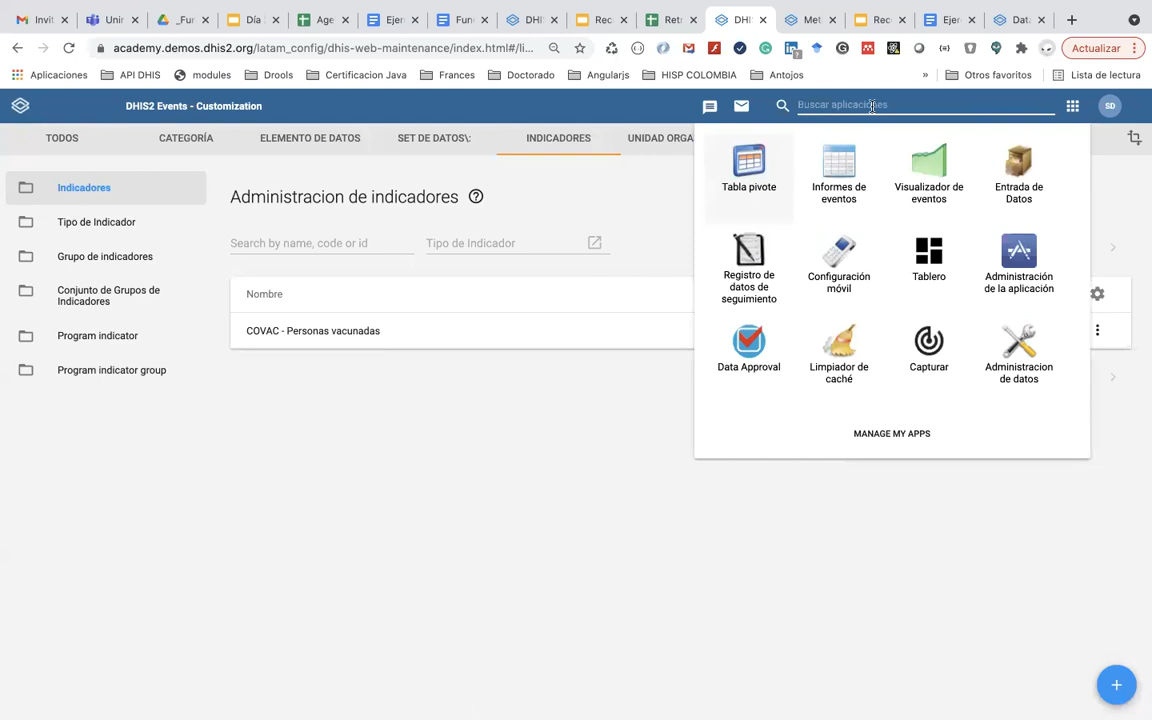 Invit
Unir
_Fur
Día
Age
Ejer
Fun
DHI
Rec
Retr
DHI
Met
Rec
Ejer
Data
academy.demos.dhis2.org/latam_config/dhis-web-maintenance/index.html#/li...
Actualizar
Aplicaciones
API DHIS
modules
Drools
Certificacion Java
Frances
Doctorado
Angularjs
HISP COLOMBIA
Antojos
»
Otros favoritos
Lista de lectura
DHIS2 Events - Customization
Buscar aplicaciones
SD
TODOS
CATEGORÍA
ELEMENTO DE DATOS
SET DE DATOS\:
INDICADORES
UNIDAD ORGA
Indicadores
Tipo de Indicador
Grupo de indicadores
Conjunto de Grupos de
Indicadores
Program indicator
Program indicator group
Administracion de indicadores
Search by name, code or id
Tipo de Indicador
Nombre
COVAC - Personas vacunadas
Tabla pivote
Informes de
eventos
Visualizador de
eventos
Entrada de
Datos
Registro de
datos de
seguimiento
Configuración
móvil
Tablero
Administración
de la aplicación
Data Approval
Limpiador de
caché
Capturar
Administracion
de datos
MANAGE MY APPS